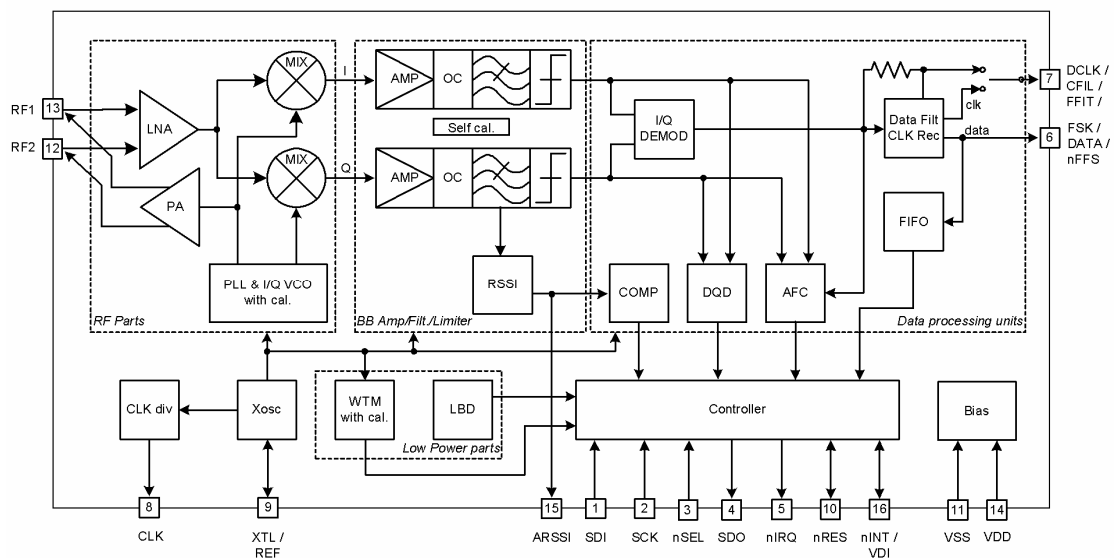 MIX
I
AMP
OC
Self cal.
RF1
13
LNA
RF2
12
MIX
Q
AMP
OC
PA
I/Q
DEMOD
Data Filt
CLK Rec
clk
data
7
DCLK /
CFIL /
FFIT /
6
FSK /
DATA /
nFFS
FIFO
PLL & I/Q VCO
with cal.
RSSI
COMP
DQD
AFC
RF Parts
BB Amp/Filt./Limiter
Data processing units
CLK div
Xosc
WTM
with cal.
LBD
Low Power parts
Controller
Bias
8
9
15
1
2
3
4
5
10
16
11
14
CLK
XTL /
REF
ARSSI
SDI
SCK
nSEL
SDO
nIRQ
nRES
nINT /
VDI
VSS
VDD